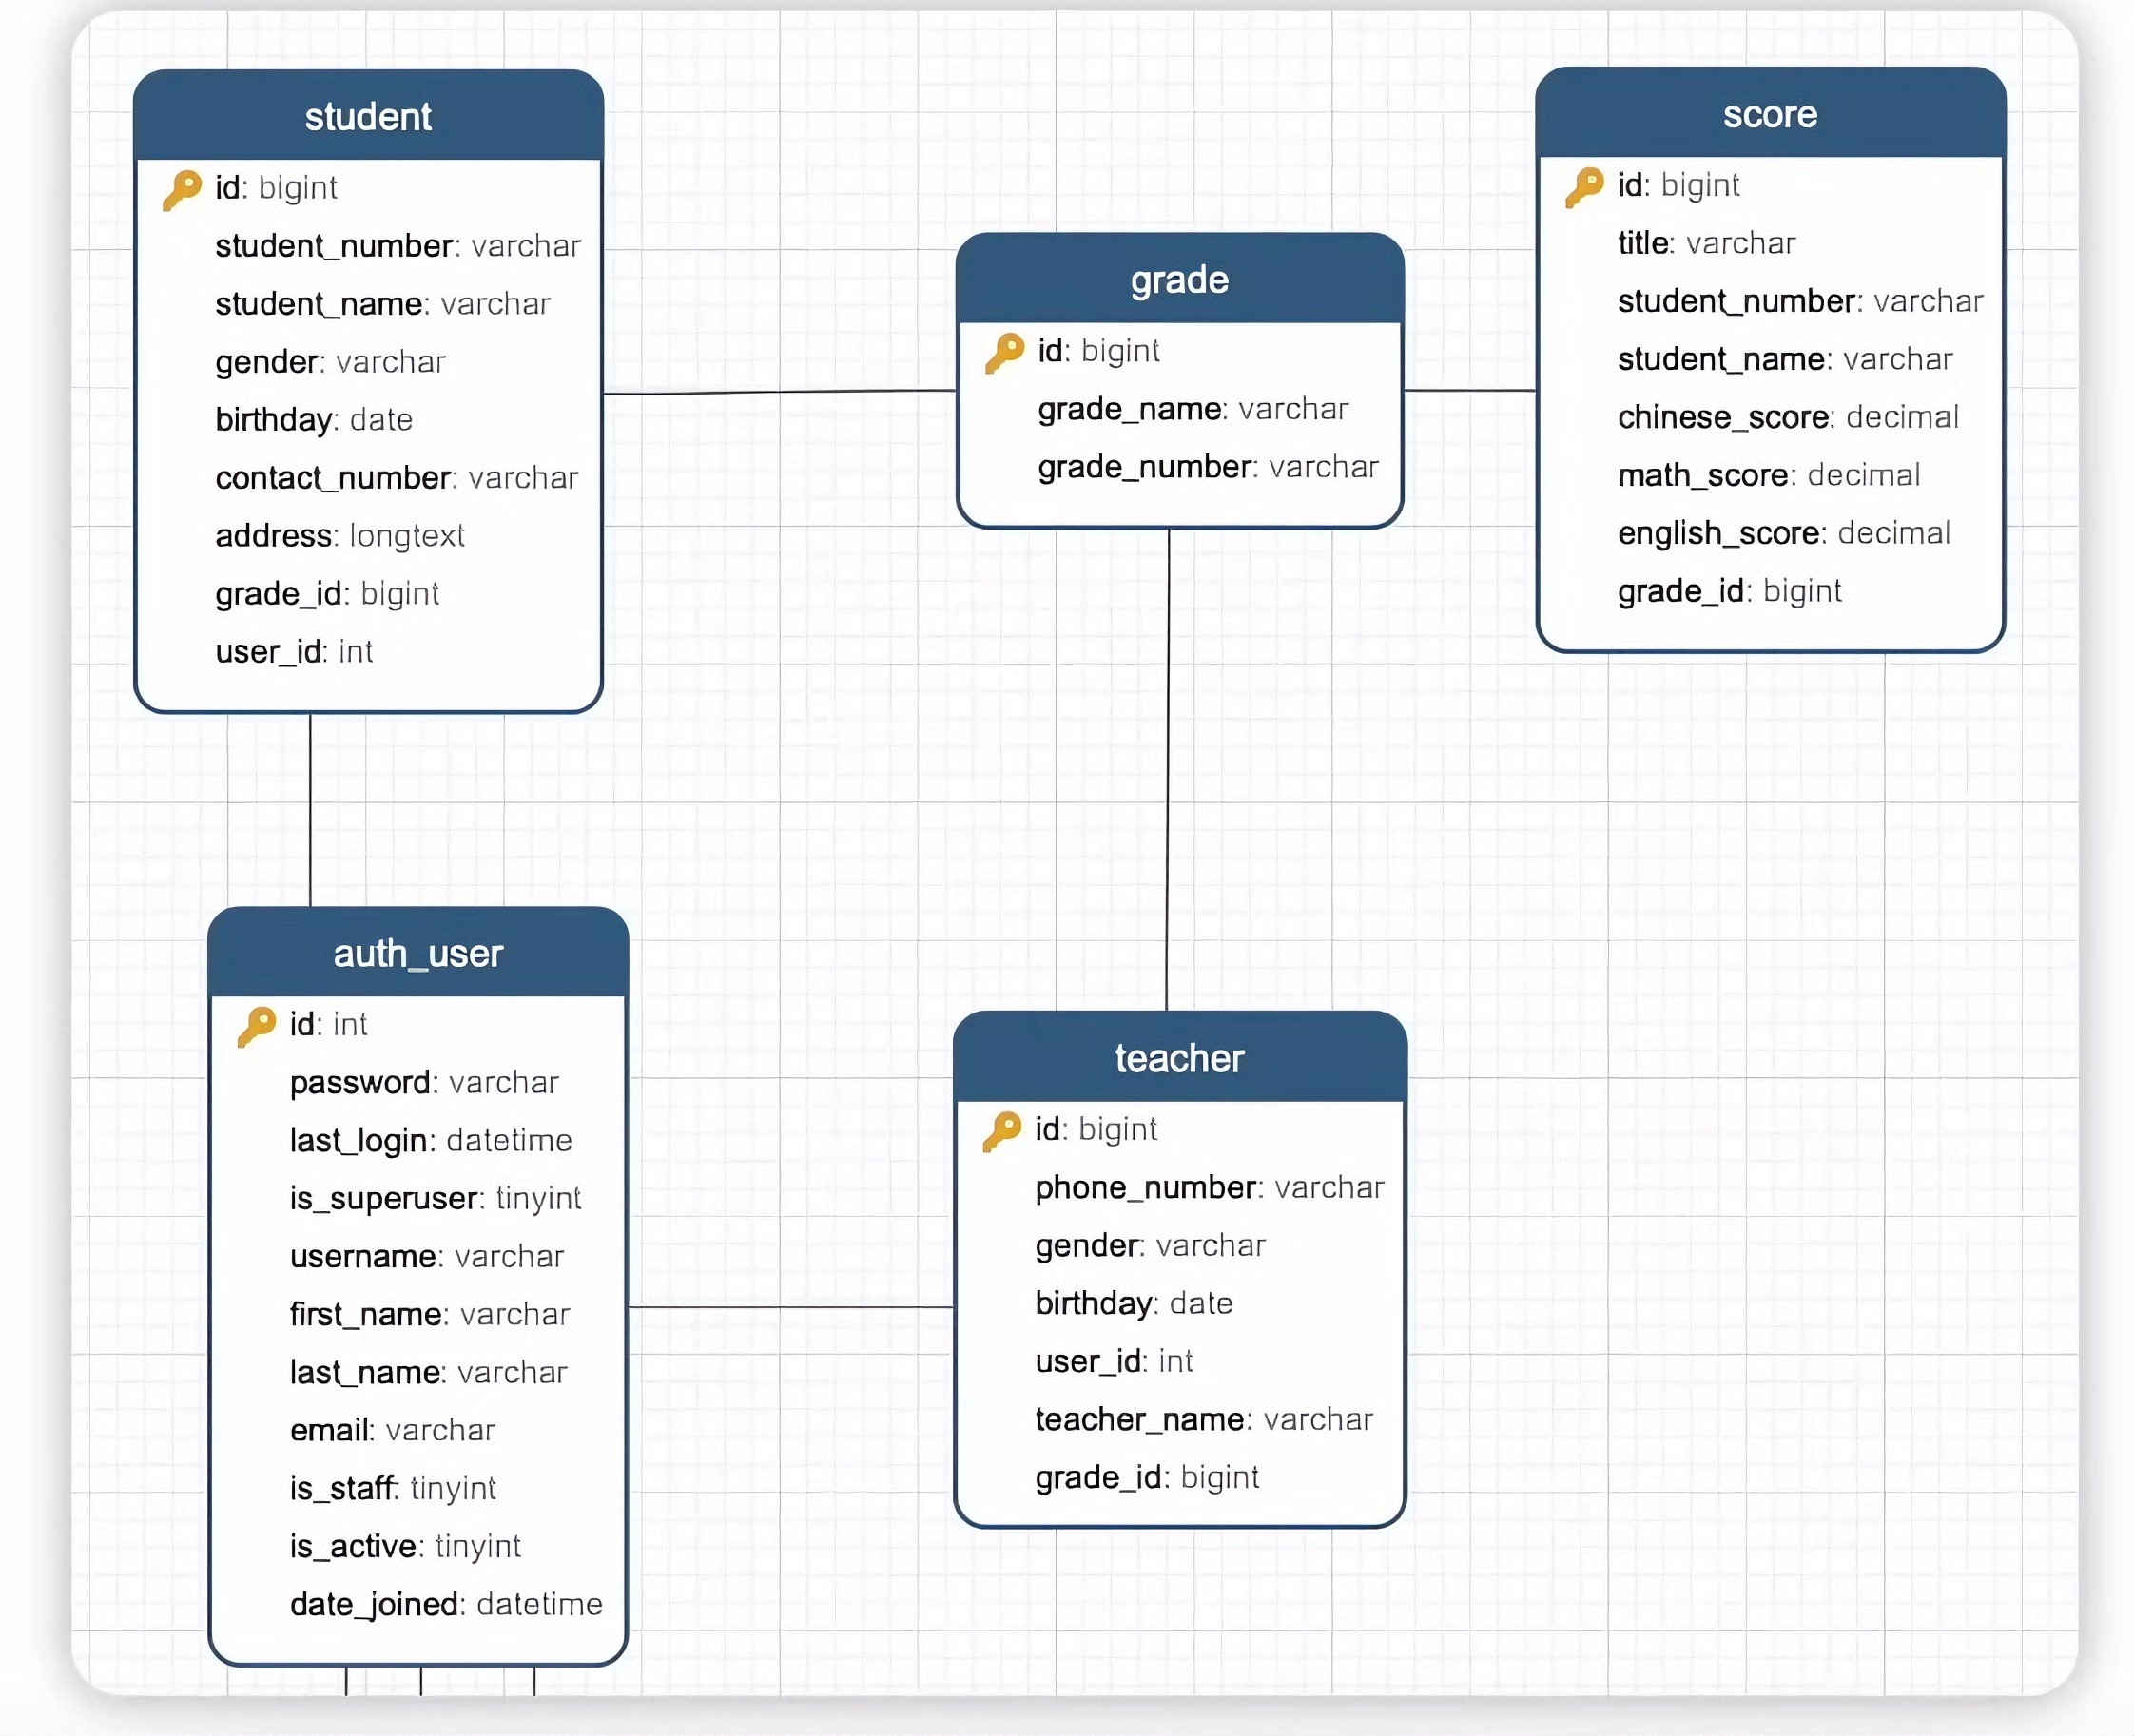 student
id: bigint
student_number: varchar
student_name: varchar
gender: varchar
birthday: date
contact_number: varchar
address: longtext
grade_id: bigint
user_id: int
grade
id: bigint
grade_name: varchar
grade_number: varchar
score
id: bigint
title: varchar
student_number: varchar
student_name: varchar
chinese_score: decimal
math_score: decimal
english_score: decimal
grade_id: bigint
auth_user
id: int
password: varchar
last_login: datetime
is_superuser: tinyint
username: varchar
first_name: varchar
last_name: varchar
email: varchar
is_staff: tinyint
is_active: tinyint
date_joined: datetime
teacher
id: bigint
phone_number: varchar
gender: varchar
birthday: date
user_id: int
teacher_name: varchar
grade_id: bigint